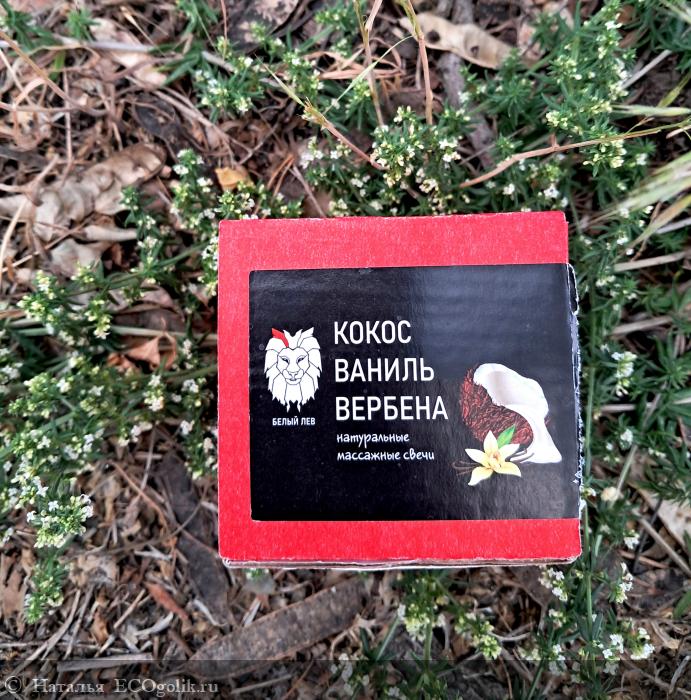 КОКОС
ВАНИЛЬ
ВЕРБЕНА
натуральные
массажные свечи
БЕЛЫЙ ЛЕВ
© Наталья ECOgolik.ru